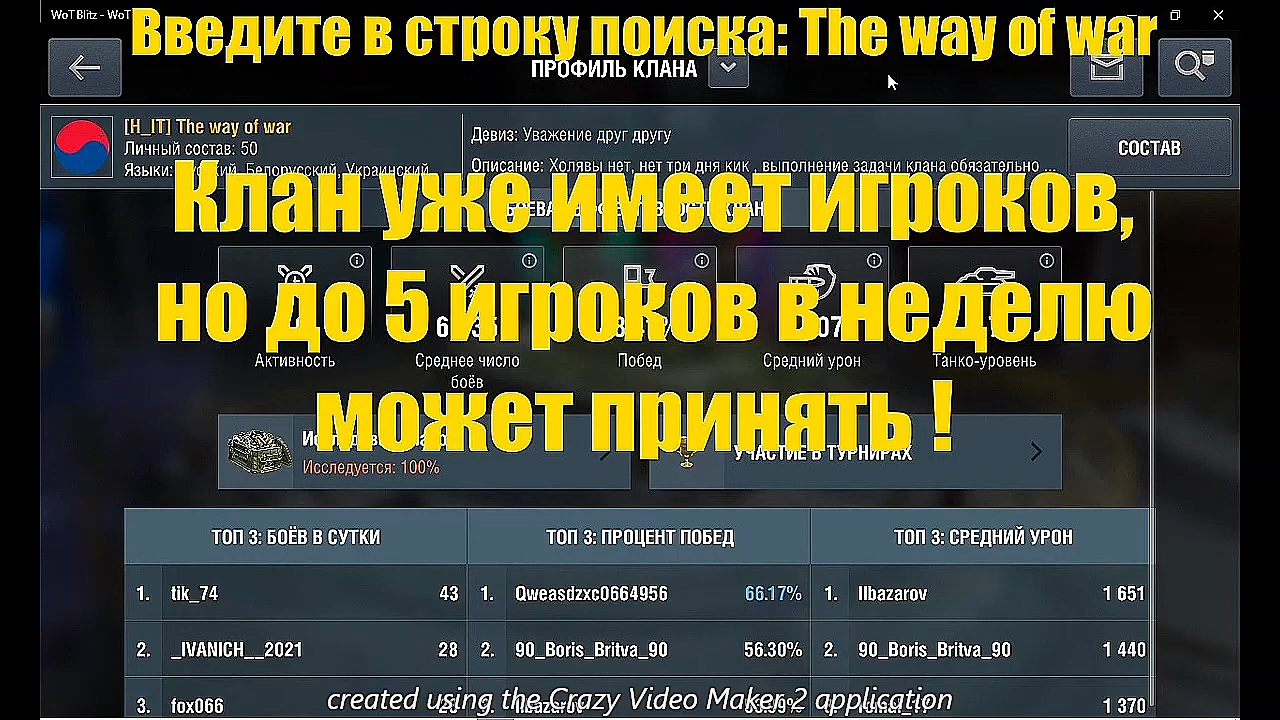 WoT Blitz - WoT
Введите в строку поиска: The way of war
ПРОФИЛЬ КЛАНА
[H_IT] The way of war
Личный состав: 50
Языки: Белорусский, Украинский
Девиз: Уважение друг другу
Описание: Холявы нет, нет три дня кик , выполнение задачи клана обязательно ...
СОСТАВ
Клан уже имеет игроков,
но до 5 игроков в неделю
может принять !
Активность
Среднее число
боёв
Побед
Средний урон
Танко-уровень
Исследуется: 100%
УЧАСТИЕ В ТУРНИРАХ
ТОП 3: БОЁВ В СУТКИ
1. tik_74 43
2. _IVANICH__2021 28
3. fox066
ТОП 3: ПРОЦЕНТ ПОБЕД
1. Qweasdzxc0664956 66.17%
2. 90_Boris_Britva_90 56.30%
ТОП 3: СРЕДНИЙ УРОН
1. Ilbazarov 1 651
2. 90_Boris_Britva_90 1 440
1 370
created using the Crazy Video Maker 2 application